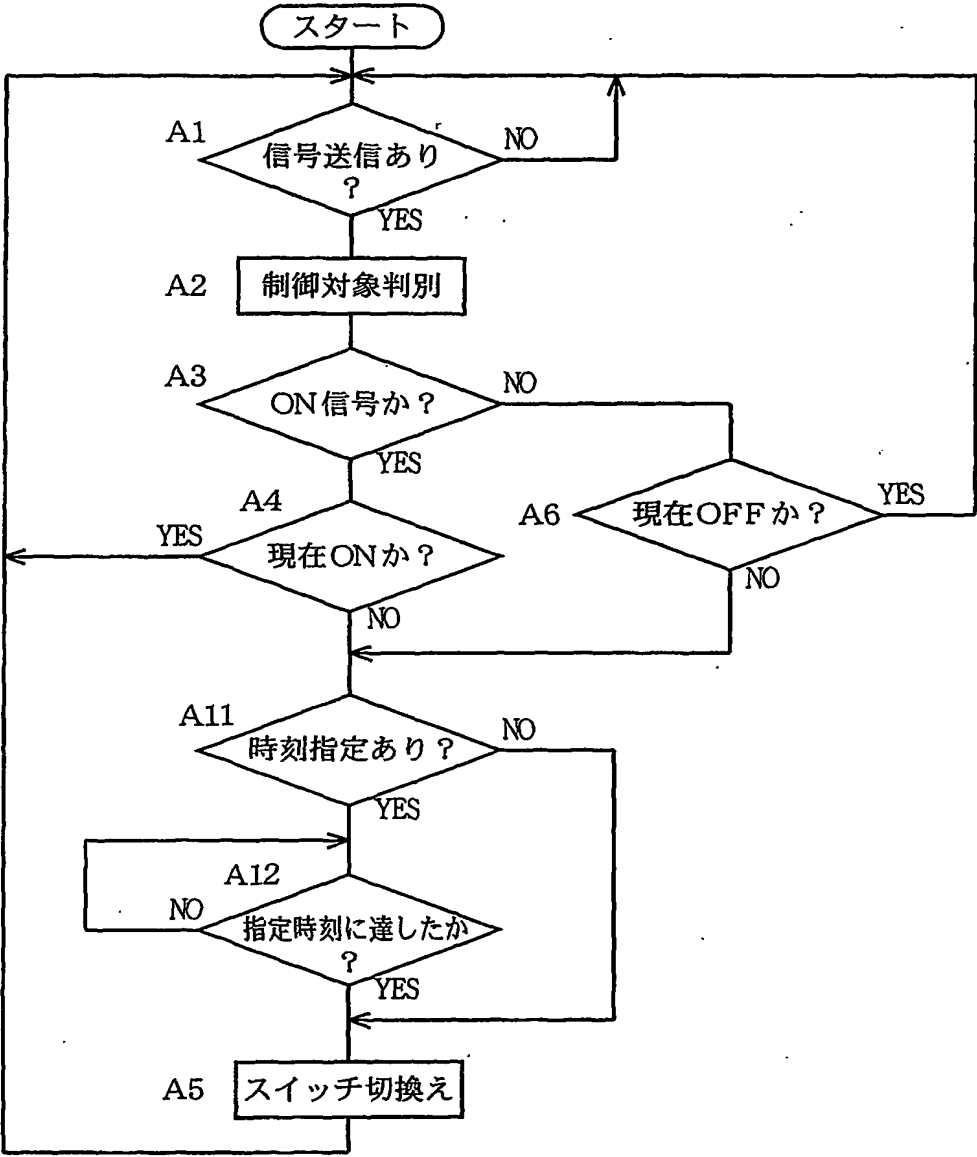 スタート
A1
信号送信あり
？
NO
YES
A2
制御対象判別
A3
ON信号か？
NO
YES
A4
現在ONか？
YES
NO
A6
現在OFFか？
YES
NO
A11
時刻指定あり？
NO
YES
A12
指定時刻に達したか
？
NO
YES
A5
スイッチ切換え